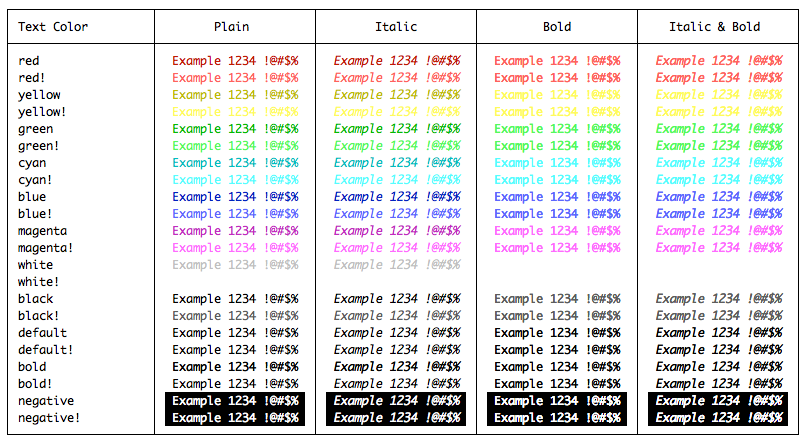 Text Color Plain Italic Bold Italic & Bold
red Example 1234 !@#$% Example 1234 !@#$% Example 1234 !@#$% Example 1234 !@#$%
red! Example 1234 !@#$% Example 1234 !@#$% Example 1234 !@#$% Example 1234 !@#$%
yellow Example 1234 !@#$% Example 1234 !@#$% Example 1234 !@#$% Example 1234 !@#$%
yellow! Example 1234 !@#$% Example 1234 !@#$% Example 1234 !@#$% Example 1234 !@#$%
green Example 1234 !@#$% Example 1234 !@#$% Example 1234 !@#$% Example 1234 !@#$%
green! Example 1234 !@#$% Example 1234 !@#$% Example 1234 !@#$% Example 1234 !@#$%
cyan Example 1234 !@#$% Example 1234 !@#$% Example 1234 !@#$% Example 1234 !@#$%
cyan! Example 1234 !@#$% Example 1234 !@#$% Example 1234 !@#$% Example 1234 !@#$%
blue Example 1234 !@#$% Example 1234 !@#$% Example 1234 !@#$% Example 1234 !@#$%
blue! Example 1234 !@#$% Example 1234 !@#$% Example 1234 !@#$% Example 1234 !@#$%
magenta Example 1234 !@#$% Example 1234 !@#$% Example 1234 !@#$% Example 1234 !@#$%
magenta! Example 1234 !@#$% Example 1234 !@#$% Example 1234 !@#$% Example 1234 !@#$%
white Example 1234 !@#$% Example 1234 !@#$%
white!
black Example 1234 !@#$% Example 1234 !@#$% Example 1234 !@#$% Example 1234 !@#$%
black! Example 1234 !@#$% Example 1234 !@#$% Example 1234 !@#$% Example 1234 !@#$%
default Example 1234 !@#$% Example 1234 !@#$% Example 1234 !@#$% Example 1234 !@#$%
default! Example 1234 !@#$% Example 1234 !@#$% Example 1234 !@#$% Example 1234 !@#$%
bold Example 1234 !@#$% Example 1234 !@#$% Example 1234 !@#$% Example 1234 !@#$%
bold! Example 1234 !@#$% Example 1234 !@#$% Example 1234 !@#$% Example 1234 !@#$%
negative Example 1234 !@#$% Example 1234 !@#$% Example 1234 !@#$% Example 1234 !@#$%
negative! Example 1234 !@#$% Example 1234 !@#$% Example 1234 !@#$% Example 1234 !@#$%